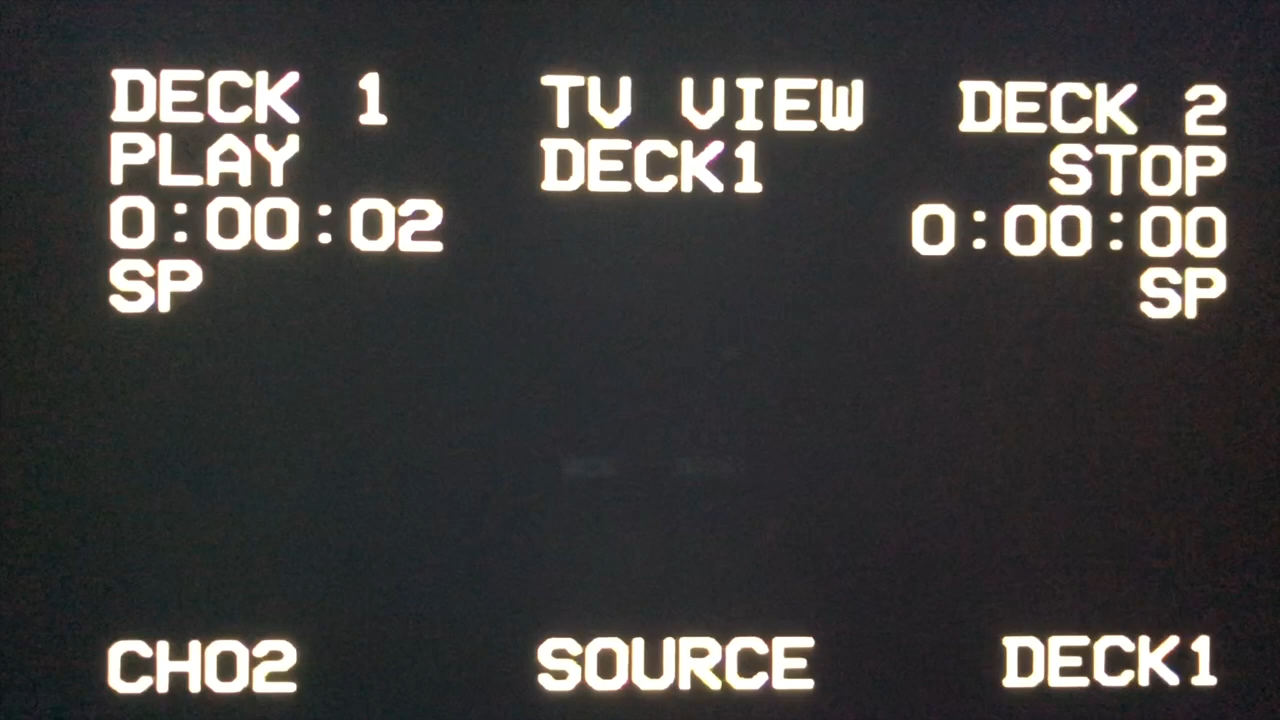 DECK 1 TV VIEW DECK 2
PLAY DECK1 STOP
0:00:02 0:00:00
SP SP
CH02 SOURCE DECK1